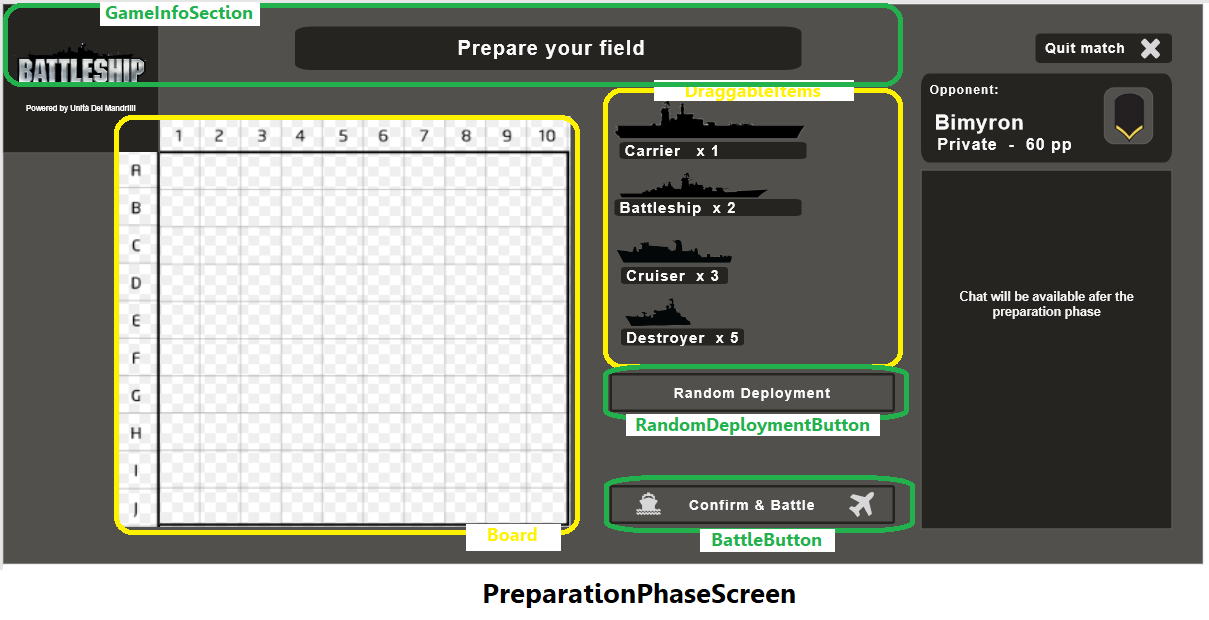 GameInfoSection
Prepare your field
Quit match
BATTLESHIP
Powered by Unità Dei Mandrilli
DraggableItems
Opponent:
Bimyron
Private - 60 pp
1 2 3 4 5 6 7 8 9 10
A
B
C
D
E
F
G
H
I
J
Carrier x 1
Battleship x 2
Cruiser x 3
Destroyer x 5
Chat will be available afer the
preparation phase
Random Deployment
RandomDeploymentButton
Confirm & Battle
Board
BattleButton
PreparationPhaseScreen